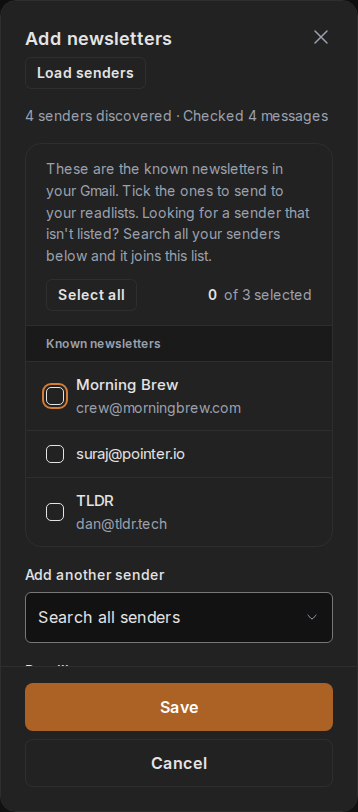 Add newsletters
Load senders
4 senders discovered · Checked 4 messages
These are the known newsletters in
your Gmail. Tick the ones to send to
your readlists. Looking for a sender that
isn't listed? Search all your senders
below and it joins this list.
Select all
0 of 3 selected
Known newsletters
Morning Brew
crew@morningbrew.com
suraj@pointer.io
TLDR
dan@tldr.tech
Add another sender
Search all senders
Save
Cancel